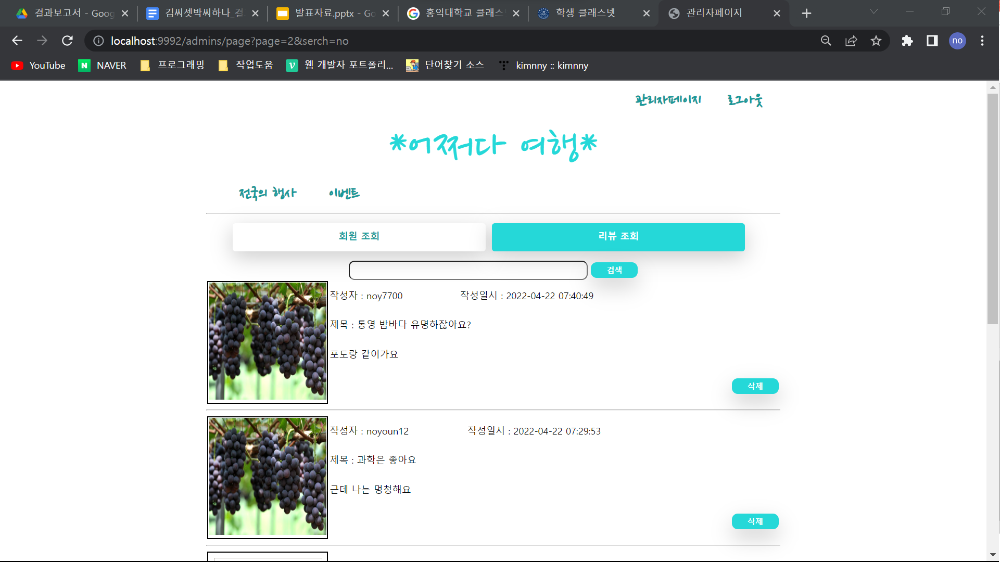 결과보고서 - Goog
김씨셋박씨하나_결
발표자료.pptx - Go
홍익대학교 클래스
학생 클래스넷
관리자페이지
localhost:9992/admins/page?page=2&serch=no
no
YouTube
NAVER
프로그래밍
작업도움
웹 개발자 포트폴리...
단어찾기 소스
kimnny :: kimnny
관리자페이지 로그아웃
*어쩌다 여행*
전국의 행사 이벤트
회원 조회 리뷰 조회
검색
작성자 : noy7700 작성일시 : 2022-04-22 07:40:49
제목 : 통영 밤바다 유명하잖아요?
포도랑 같이가요
삭제
작성자 : noyoun12 작성일시 : 2022-04-22 07:29:53
제목 : 과학은 좋아요
근데 나는 멍청해요
삭제